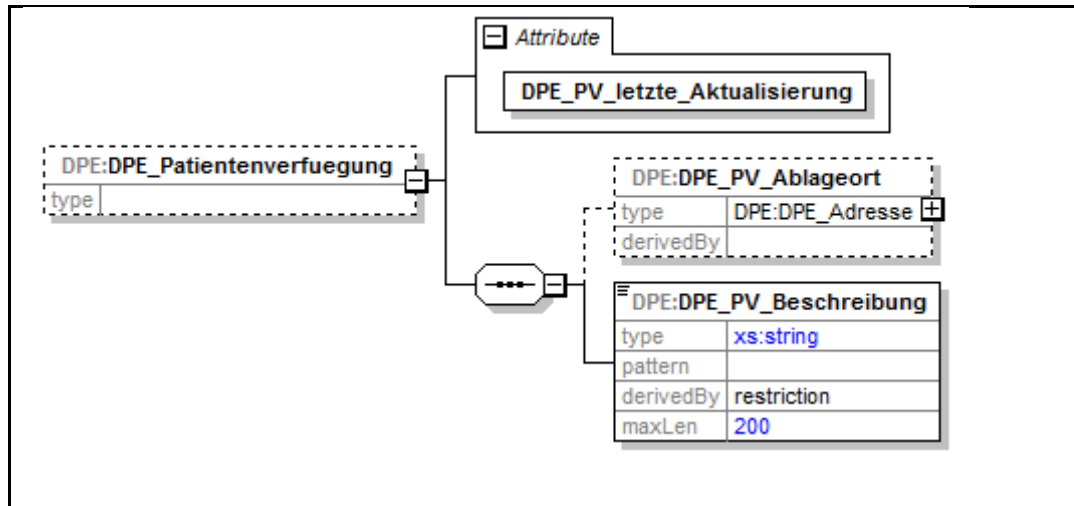 Attribute
DPE_PV_letzte_Aktualisierung
DPE:DPE_Patientenverfuegung
type
DPE:DPE_PV_Ablageort
type DPE:DPE_Adresse
derivedBy
DPE:DPE_PV_Beschreibung
type xs:string
pattern
derivedBy restriction
maxLen 200